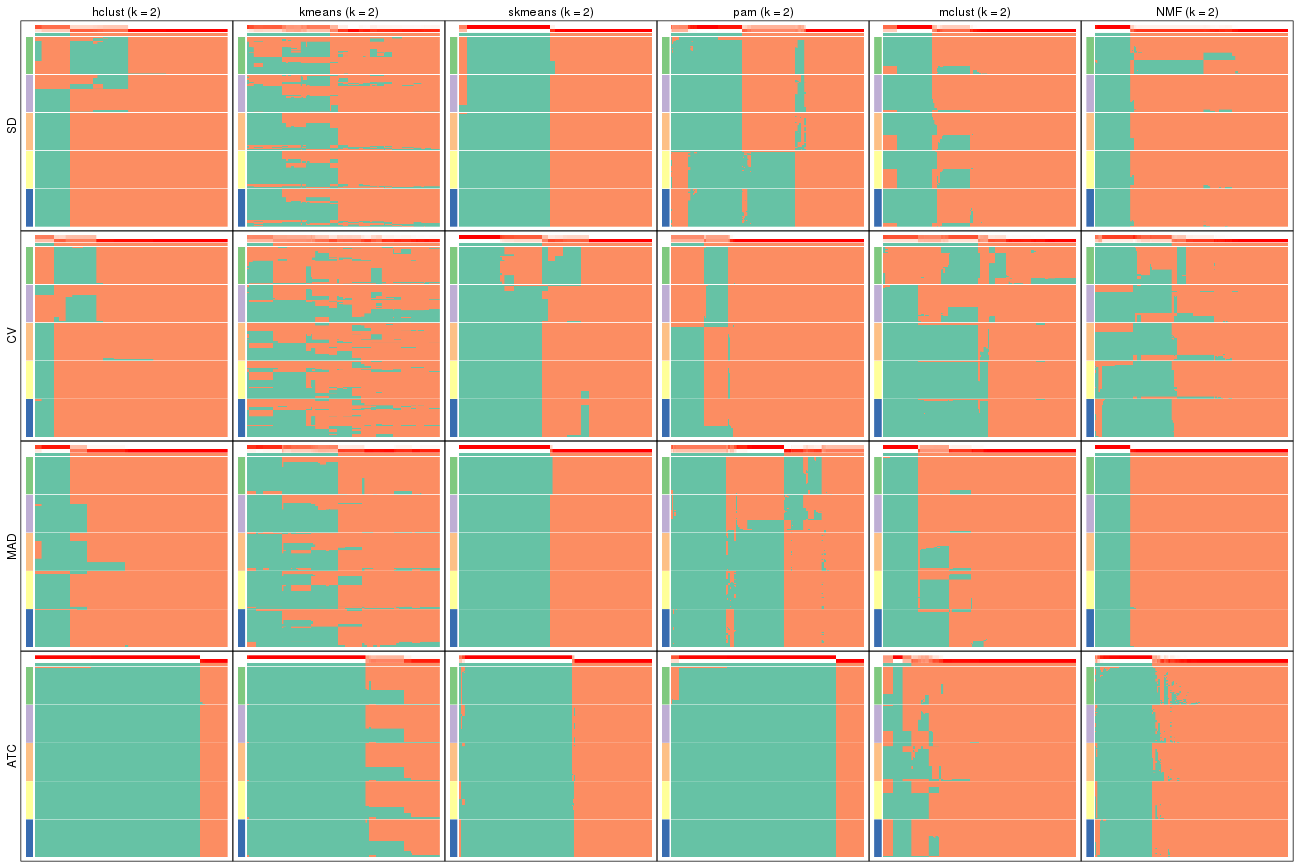 hclust (k = 2)
kmeans (k = 2)
skmeans (k = 2)
pam (k = 2)
mclust (k = 2)
NMF (k = 2)
SD
CV
MAD
ATC